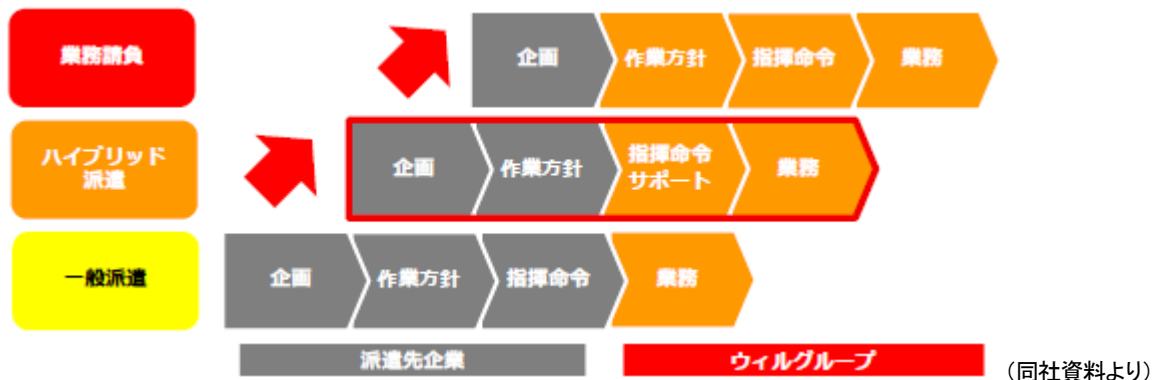 業務請負
企画 作業方針 指揮命令 業務
ハイブリッド
派遣
企画 作業方針 指揮命令
サポート 業務
一般派遣
企画 作業方針 指揮命令 業務
派遣先企業 ウィルグループ
(同社資料より)